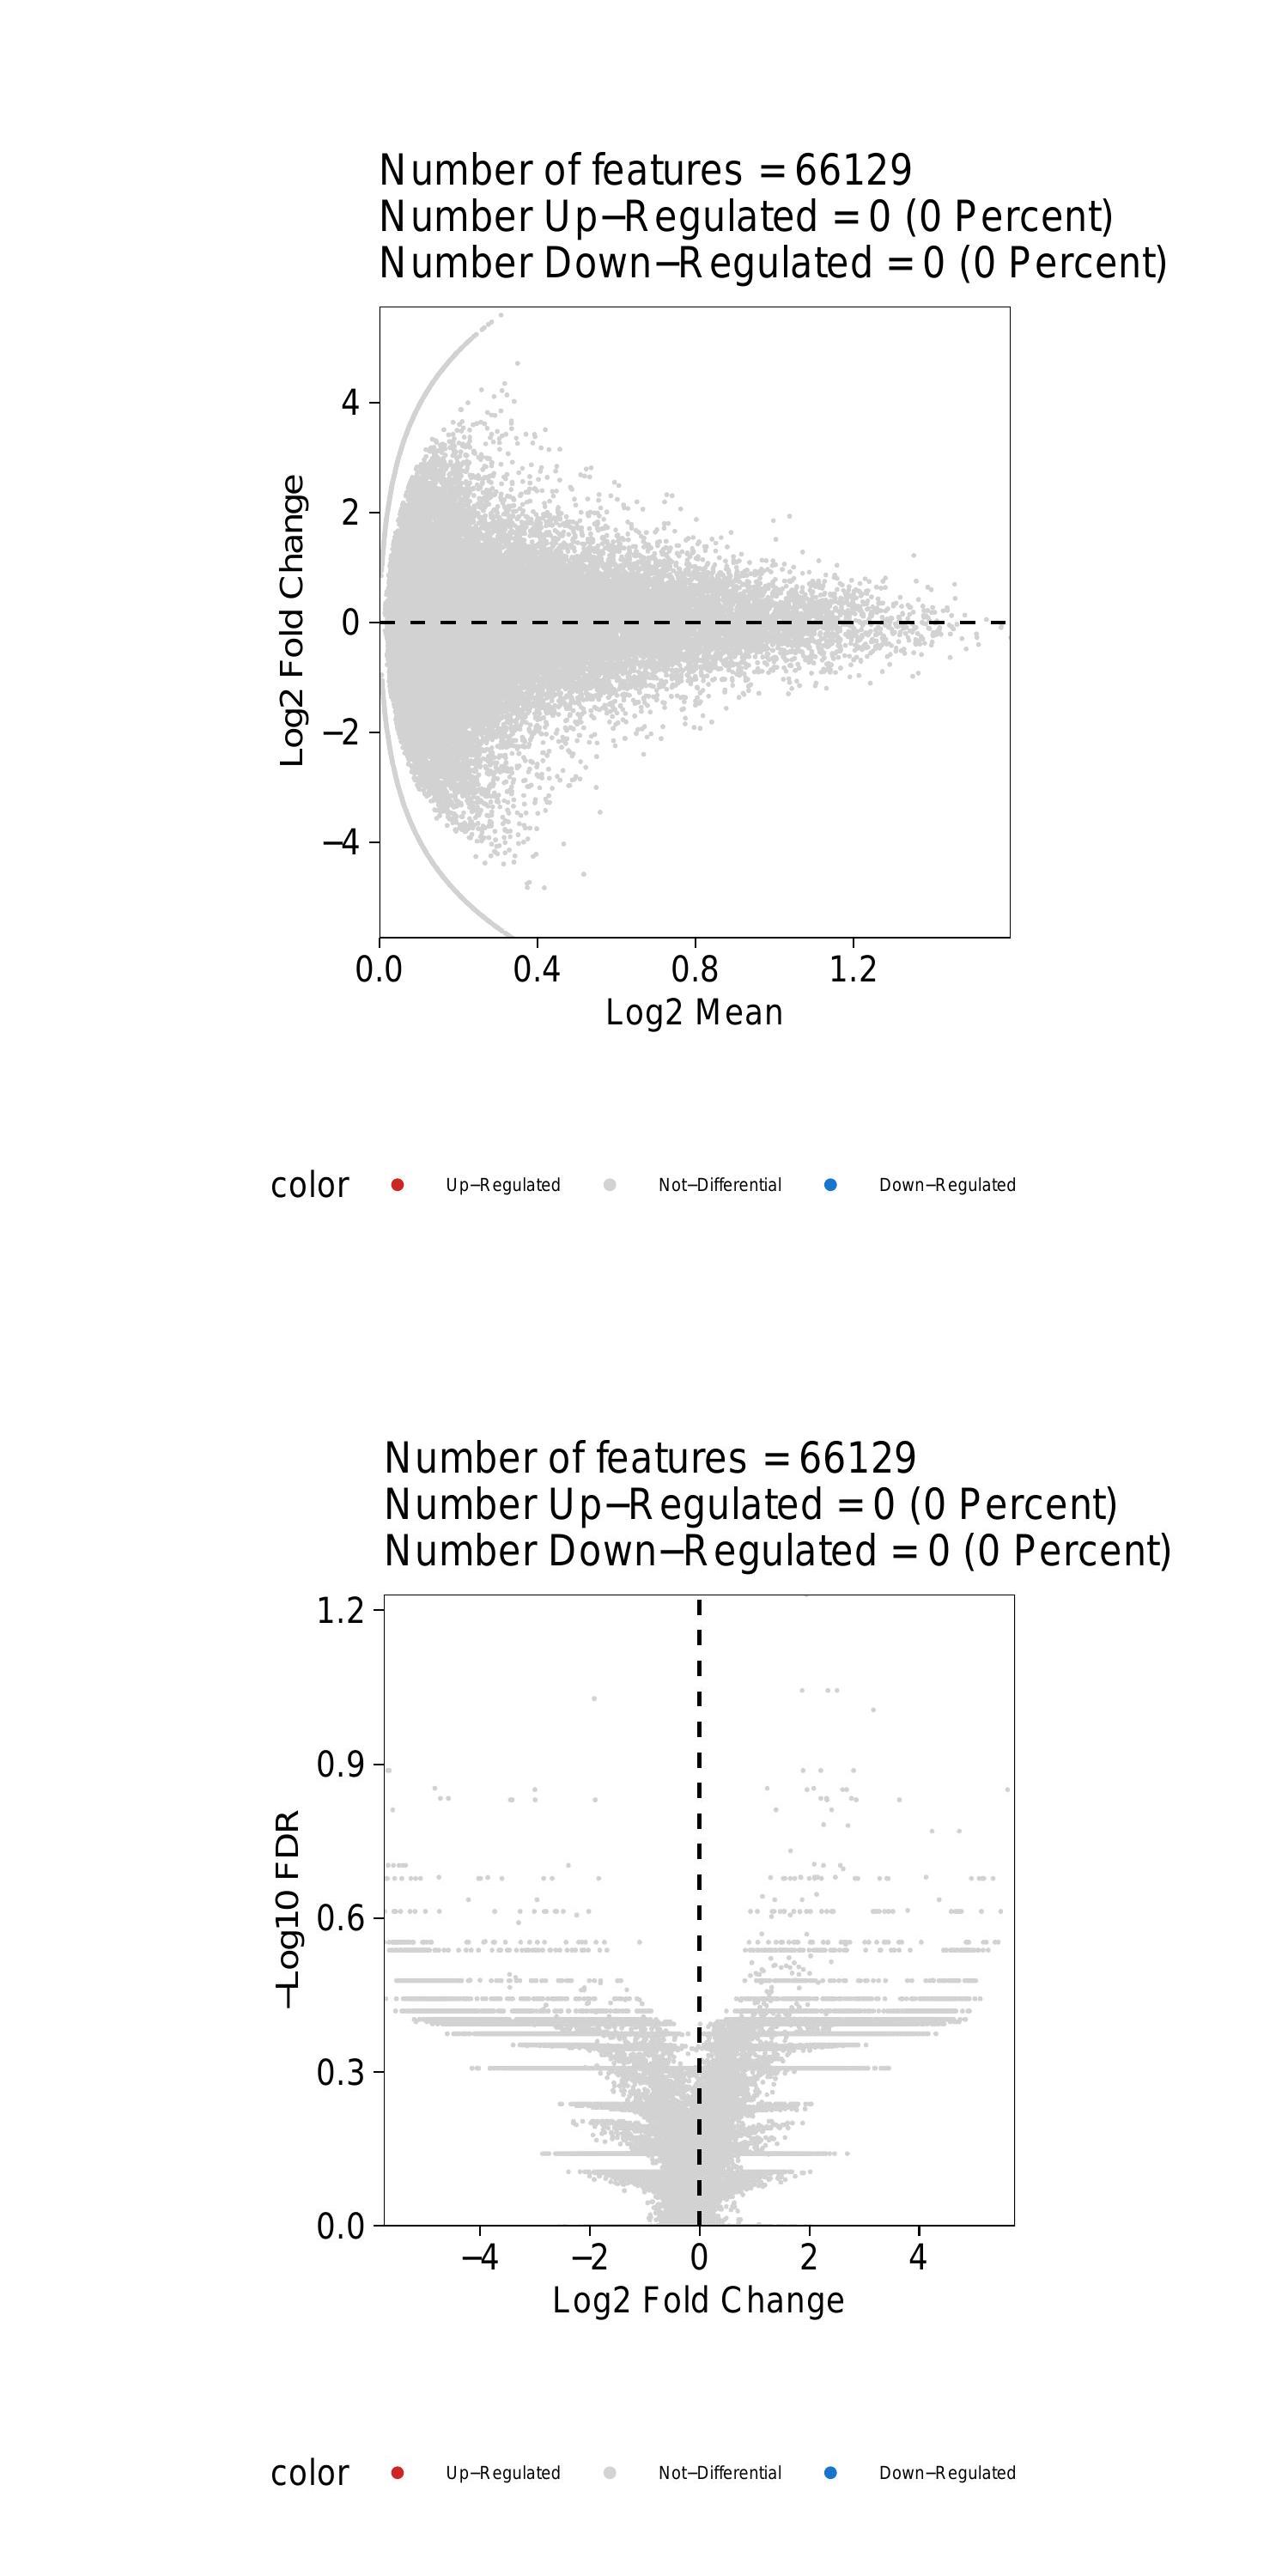 Number of features = 66129
Number Up−Regulated = 0 (0 Percent)
Number Down−Regulated = 0 (0 Percent)
Log2 Fold Change
4
2
0
−2
−4
0.0 0.4 0.8 1.2
Log2 Mean
color Up−Regulated Not−Differential Down−Regulated
Number of features = 66129
Number Up−Regulated = 0 (0 Percent)
Number Down−Regulated = 0 (0 Percent)
−Log10 FDR
1.2
0.9
0.6
0.3
0.0
−4 −2 0 2 4
Log2 Fold Change
color Up−Regulated Not−Differential Down−Regulated